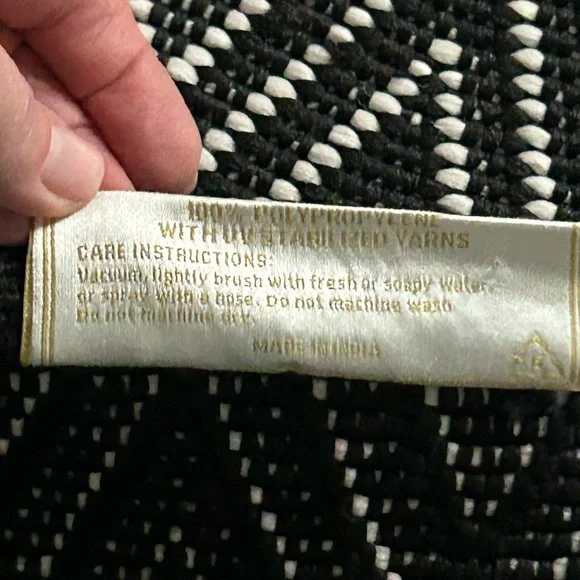 100% POLYPROPYLENE
WITH UV STABILIZED YARNS
CARE INSTRUCTIONS:
Vacuum, lightly brush with fresh or soapy water,
or spray with a hose. Do not machine wash
Do not machine dry.
MADE IN INDIA